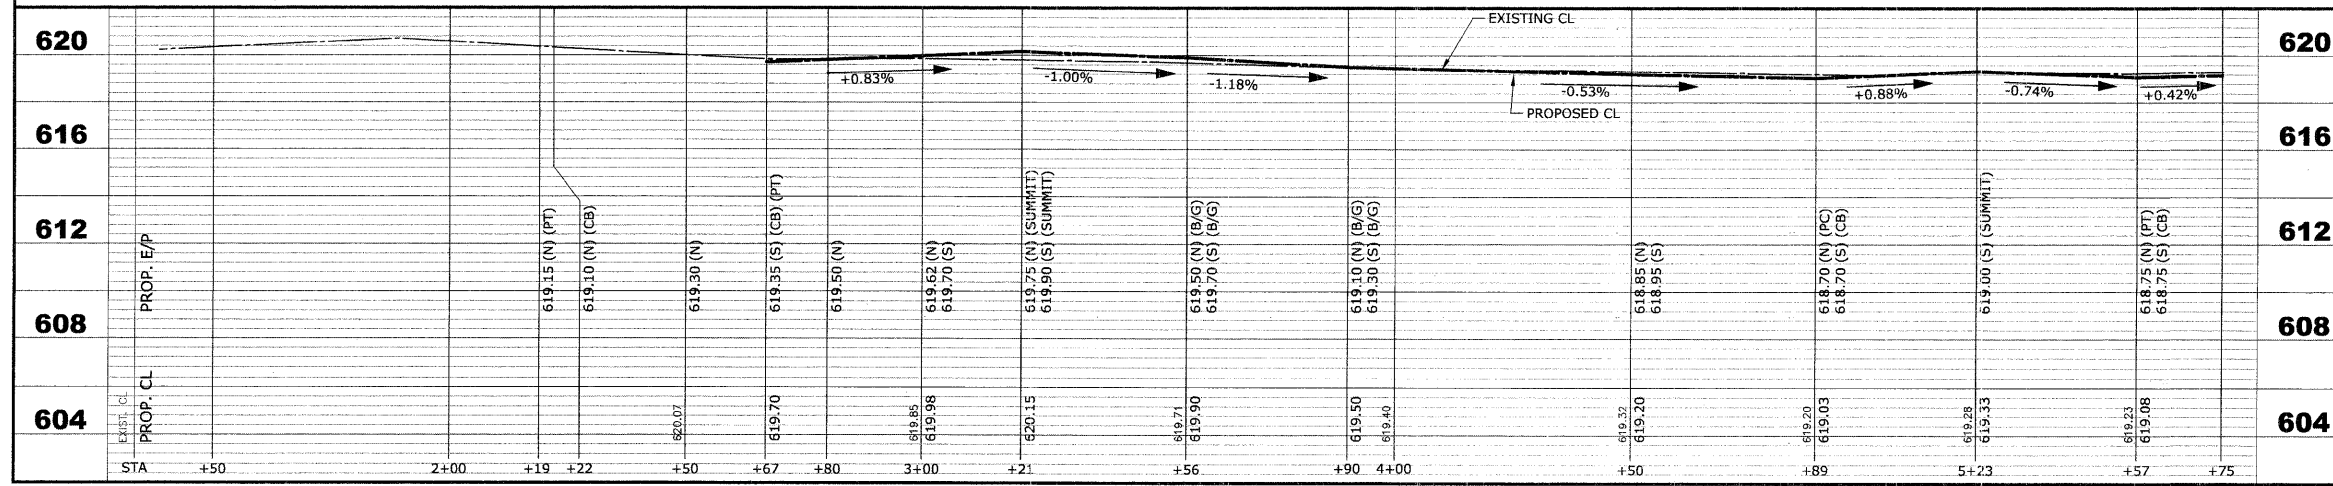 EXISTING CL
620
620
+0.83%
-1.00%
-1.18%
-0.53%
+0.88%
-0.74%
+0.42%
PROPOSED CL
616
616
612
612
PROP. E/P
619.15 (N) (PT)
619.10 (N) (CB)
619.30 (N)
619.35 (S) (CB) (PT)
619.50 (N)
619.62 (N)
619.70 (S)
619.75 (N) (SUMMIT)
619.90 (S) (SUMMIT)
619.50 (N) (B/G)
619.70 (S) (B/G)
619.10 (N) (B/G)
619.30 (S) (B/G)
618.85 (N)
618.95 (S)
618.70 (N) (PC)
618.70 (S) (CB)
619.00 (S) (SUMMIT)
618.75 (N) (PT)
618.75 (S) (CB)
608
608
604
604
EXIST. CL
PROP. CL
620.07
619.70
619.85
619.98
620.15
619.71
619.90
619.50
619.40
619.32
619.20
619.20
619.03
619.28
619.33
619.23
619.08
STA
+50
2+00
+19
+22
+50
+67
+80
3+00
+21
+56
+90
4+00
+50
+89
5+23
+57
+75